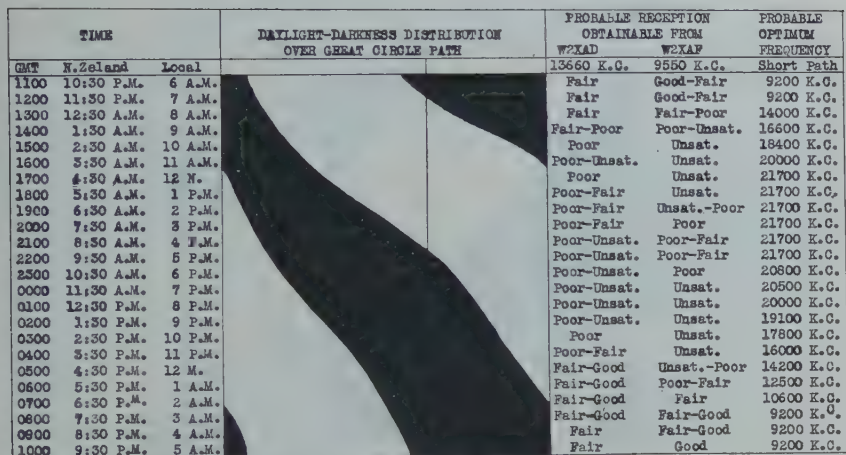 TIME DAYLIGHT-DARKNESS DISTRIBUTION OVER GREAT CIRCLE PATH PROBABLE RECEPTION OBTAINABLE FROM PROBABLE OPTIMUM FREQUENCY
W2XAD W2XAF
GMT N.Zeland Local 13660 K.C. 9550 K.C. Short Path
1100 10:30 P.M. 6 A.M. Fair Good-Fair 9200 K.C.
1200 11:30 P.M. 7 A.M. Fair Good-Fair 9200 K.C.
1300 12:30 A.M. 8 A.M. Fair Fair-Poor 14000 K.C.
1400 1:30 A.M. 9 A.M. Fair-Poor Poor-Unsat. 16600 K.C.
1500 2:30 A.M. 10 A.M. Poor Unsat. 18400 K.C.
1600 3:30 A.M. 11 A.M. Poor-Unsat. Unsat. 20000 K.C.
1700 4:30 A.M. 12 N. Poor Unsat. 21700 K.C.
1800 5:30 A.M. 1 P.M. Poor-Fair Unsat. 21700 K.C.
1900 6:30 A.M. 2 P.M. Poor-Fair Unsat.-Poor 21700 K.C.
2000 7:30 A.M. 3 P.M. Poor-Fair Poor 21700 K.C.
2100 8:30 A.M. 4 P.M. Poor-Unsat. Poor-Fair 21700 K.C.
2200 9:30 A.M. 5 P.M. Poor-Unsat. Poor-Fair 21700 K.C.
2300 10:30 A.M. 6 P.M. Poor-Unsat. Poor 20800 K.C.
0000 11:30 A.M. 7 P.M. Poor-Unsat. Unsat. 20500 K.C.
0100 12:30 P.M. 8 P.M. Poor-Unsat. Unsat. 20000 K.C.
0200 1:30 P.M. 9 P.M. Poor-Unsat. Unsat. 19100 K.C.
0300 2:30 P.M. 10 P.M. Poor Unsat. 17800 K.C.
0400 3:30 P.M. 11 P.M. Poor-Fair Unsat. 16000 K.C.
0500 4:30 P.M. 12 M. Fair-Good Unsat.-Poor 14200 K.C.
0600 5:30 P.M. 1 A.M. Fair-Good Poor-Fair 12500 K.C.
0700 6:30 P.M. 2 A.M. Fair-Good Fair 10600 K.C.
0800 7:30 P.M. 3 A.M. Fair-Good Fair-Good 9200 K.C.
0900 8:30 P.M. 4 A.M. Fair Fair-Good 9200 K.C.
1000 9:30 P.M. 5 A.M. Fair Good 9200 K.C.